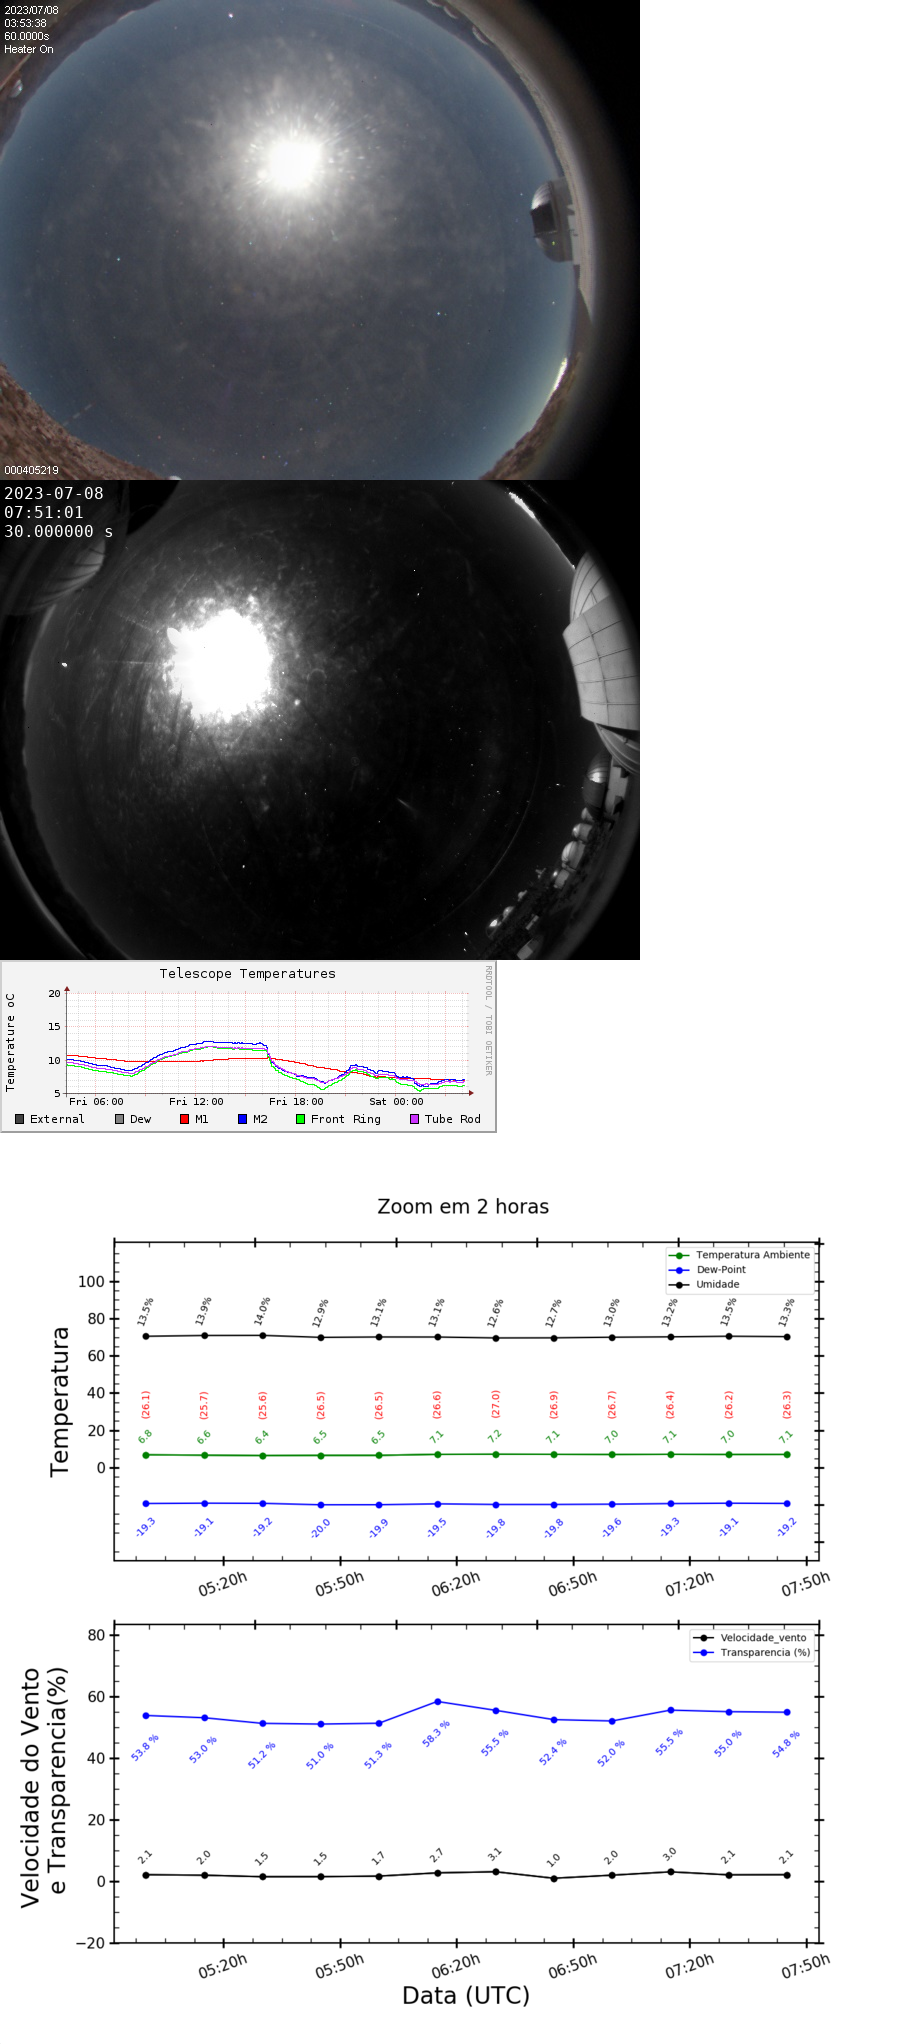 2023/07/08
03:53:38
60.0000s
Heater On
000405219
2023-07-08
07:51:01
30.000000 s
Telescope Temperatures
RRDTOOL / TOBI OETIKER
Temperature oC
20
15
10
5
Fri 06:00 Fri 12:00 Fri 18:00 Sat 00:00
External Dew M1 M2 Front Ring Tube Rod
Zoom em 2 horas
Temperatura
Temperatura Ambiente
Dew-Point
Umidade
100
80
60
40
20
0
13.5% 13.9% 14.0% 12.9% 13.1% 13.1% 12.6% 12.7% 13.0% 13.2% 13.5% 13.3%
(26.1) (25.7) (25.6) (26.5) (26.5) (26.6) (27.0) (26.9) (26.7) (26.4) (26.2) (26.3)
6.8 6.6 6.4 6.5 6.5 7.1 7.2 7.1 7.0 7.1 7.0 7.1
-19.3 -19.1 -19.2 -20.0 -19.9 -19.5 -19.8 -19.8 -19.6 -19.3 -19.1 -19.2
05:20h 05:50h 06:20h 06:50h 07:20h 07:50h
Velocidade do Vento
e Transparencia(%)
Velocidade_vento
Transparencia (%)
80
60
40
20
0
−20
53.8 % 53.0 % 51.2 % 51.0 % 51.3 % 58.3 % 55.5 % 52.4 % 52.0 % 55.5 % 55.0 % 54.8 %
2.1 2.0 1.5 1.5 1.7 2.7 3.1 1.0 2.0 3.0 2.1 2.1
05:20h 05:50h 06:20h 06:50h 07:20h 07:50h
Data (UTC)